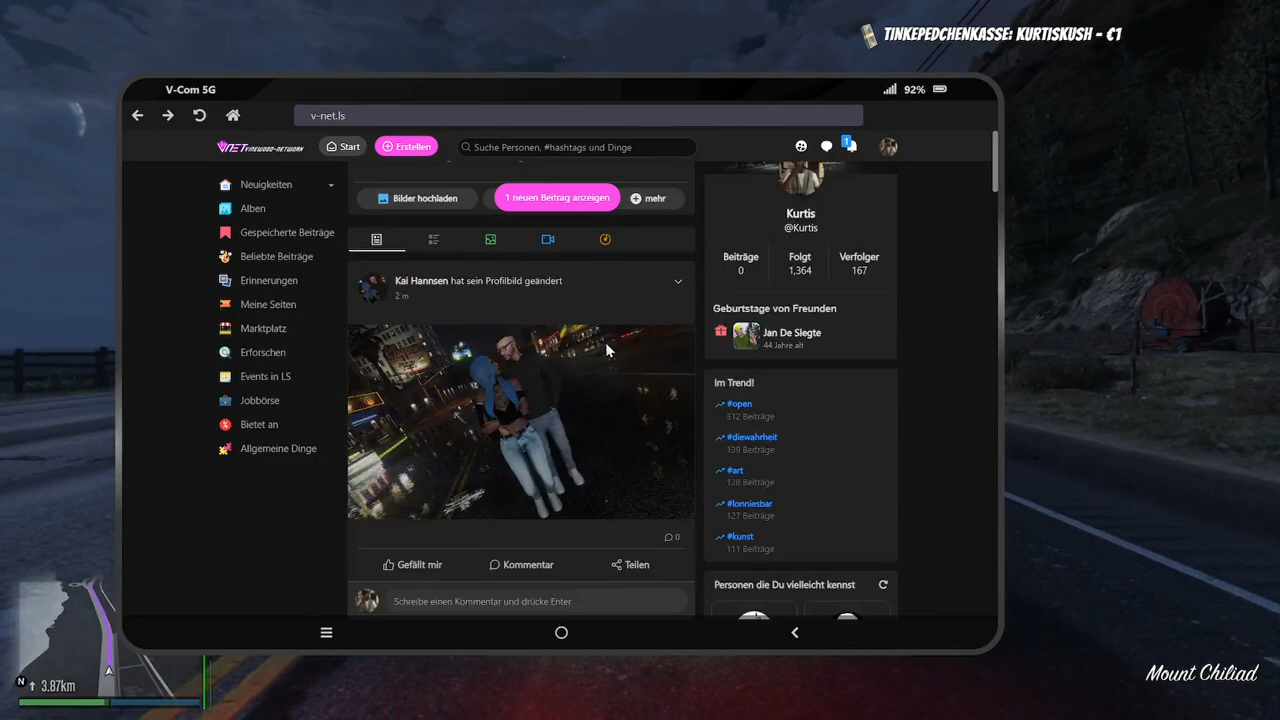 TINKEPEDCHENKASSE: KURTISKUSH - €1
V-Com 5G
92%
v-net.ls
VNET VINEWOOD-NETWORK
Start
Erstellen
Suche Personen, #hashtags und Dinge
1
Neuigkeiten
Alben
Gespeicherte Beiträge
Beliebte Beiträge
Erinnerungen
Meine Seiten
Marktplatz
Erforschen
Events in LS
Jobbörse
Bietet an
Allgemeine Dinge
Bilder hochladen
1 neuen Beitrag anzeigen
mehr
Kai Hannsen hat sein Profilbild geändert
2 m
0
Gefällt mir
Kommentar
Teilen
Schreibe einen Kommentar und drücke Enter
Kurtis
@Kurtis
Beiträge
0
Folgt
1,364
Verfolger
167
Geburtstage von Freunden
Jan De Slegte
44 Jahre alt
Im Trend!
#open
312 Beiträge
#diewahrheit
139 Beiträge
#art
128 Beiträge
#lonniesbar
127 Beiträge
#kunst
111 Beiträge
Personen die Du vielleicht kennst
N
3.87km
Mount Chiliad